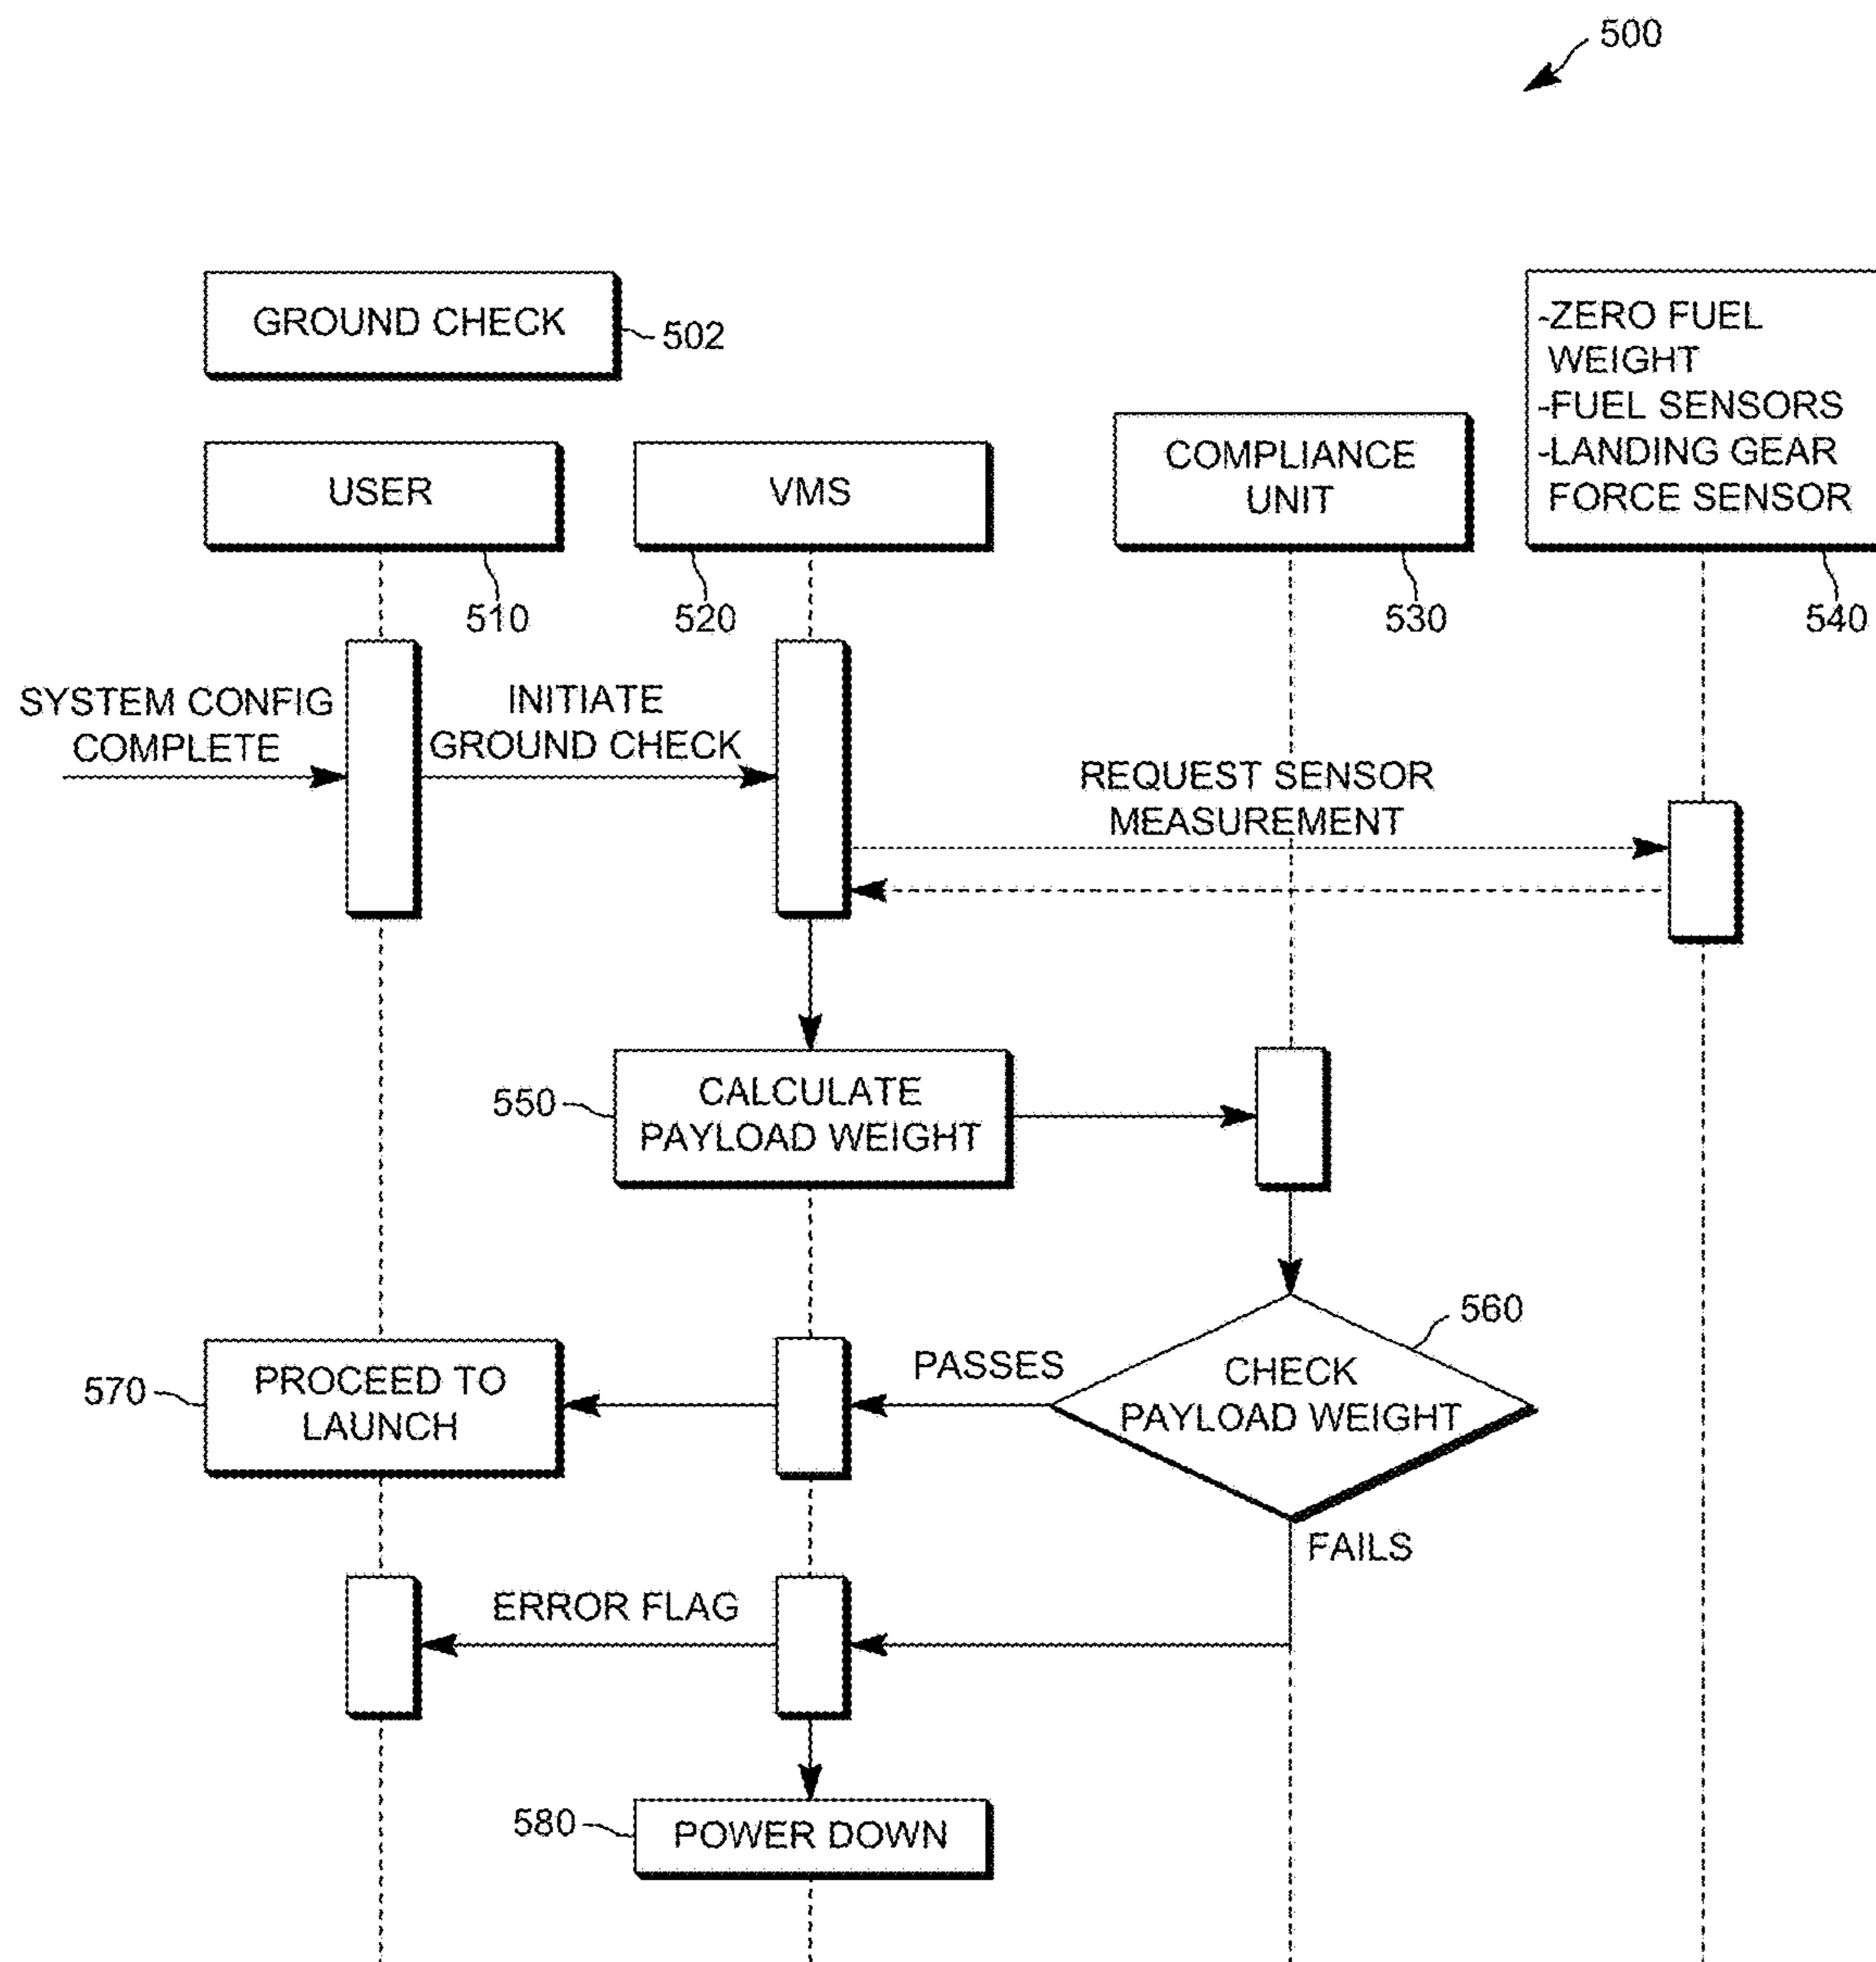 500
GROUND CHECK
502
-ZERO FUEL
WEIGHT
-FUEL SENSORS
-LANDING GEAR
FORCE SENSOR
USER
VMS
COMPLIANCE
UNIT
510
520
530
540
SYSTEM CONFIG
COMPLETE
INITIATE
GROUND CHECK
REQUEST SENSOR
MEASUREMENT
550
CALCULATE
PAYLOAD WEIGHT
560
570
PROCEED TO
LAUNCH
PASSES
CHECK
PAYLOAD WEIGHT
FAILS
ERROR FLAG
580
POWER DOWN